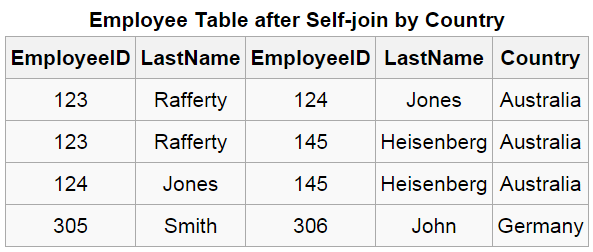 Employee Table after Self-join by Country
EmployeeID LastName EmployeeID LastName Country
123 Rafferty 124 Jones Australia
123 Rafferty 145 Heisenberg Australia
124 Jones 145 Heisenberg Australia
305 Smith 306 John Germany